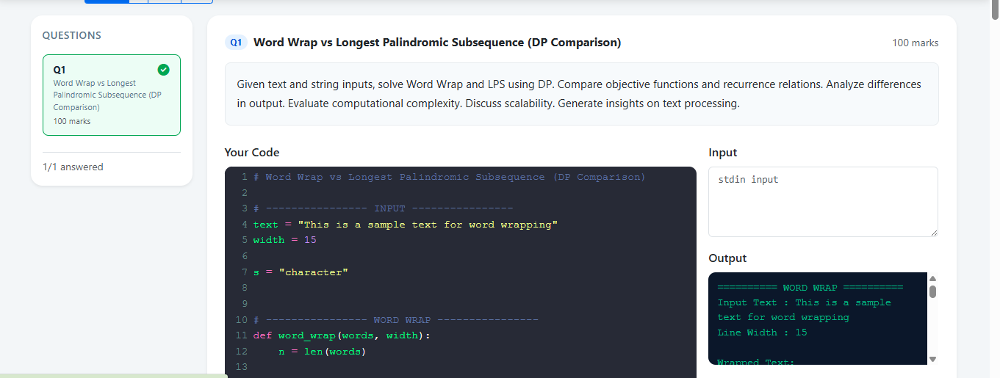 QUESTIONS
Q1
Word Wrap vs Longest
Palindromic Subsequence (DP
Comparison)
100 marks
1/1 answered
Q1 Word Wrap vs Longest Palindromic Subsequence (DP Comparison) 100 marks
Given text and string inputs, solve Word Wrap and LPS using DP. Compare objective functions and recurrence relations. Analyze differences
in output. Evaluate computational complexity. Discuss scalability. Generate insights on text processing.
Your Code
1 # Word Wrap vs Longest Palindromic Subsequence (DP Comparison)
2
3 # ---------------- INPUT ----------------
4 text = "This is a sample text for word wrapping"
5 width = 15
6
7 s = "character"
8
9
10 # ---------------- WORD WRAP ----------------
11 def word_wrap(words, width):
12     n = len(words)
13
Input
stdin input
Output
========== WORD WRAP ==========
Input Text : This is a sample
text for word wrapping
Line Width : 15
Wrapped Text: